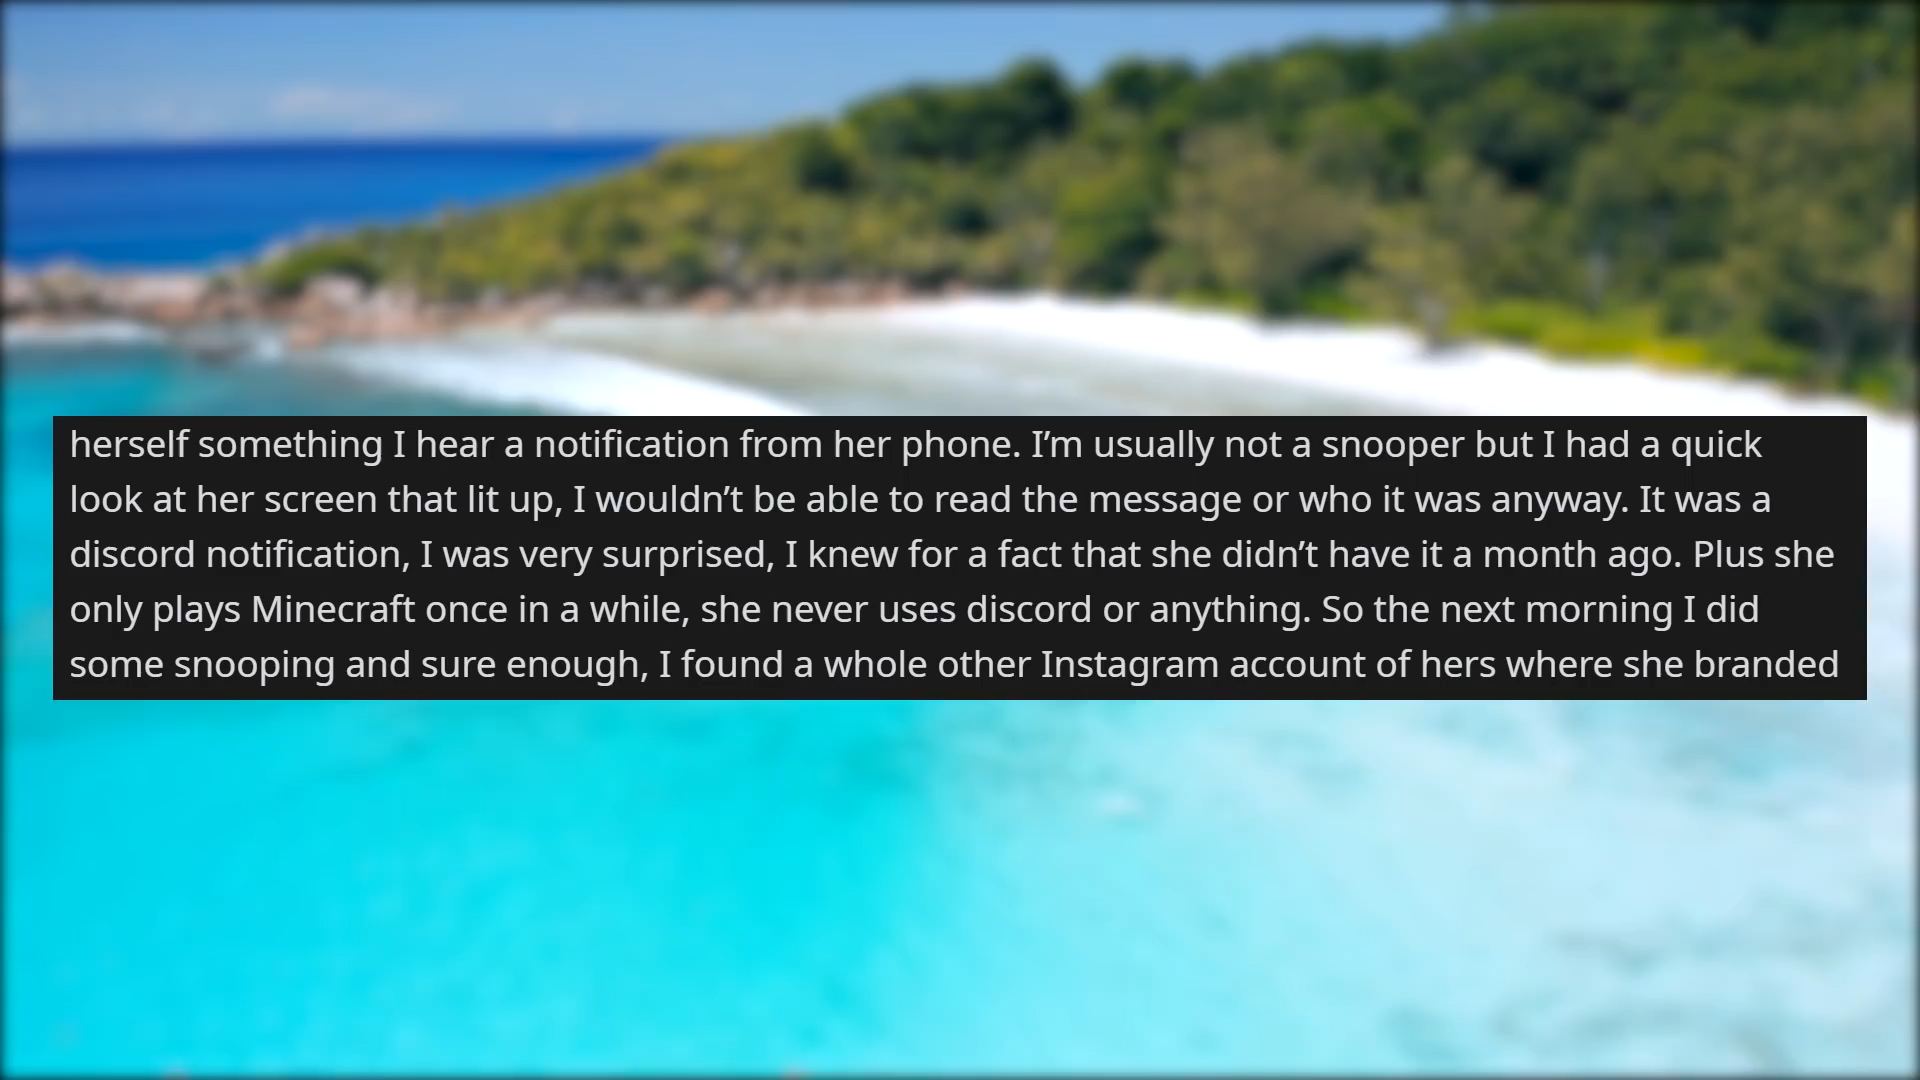 herself something I hear a notification from her phone. I’m usually not a snooper but I had a quick
look at her screen that lit up, I wouldn’t be able to read the message or who it was anyway. It was a
discord notification, I was very surprised, I knew for a fact that she didn’t have it a month ago. Plus she
only plays Minecraft once in a while, she never uses discord or anything. So the next morning I did
some snooping and sure enough, I found a whole other Instagram account of hers where she branded